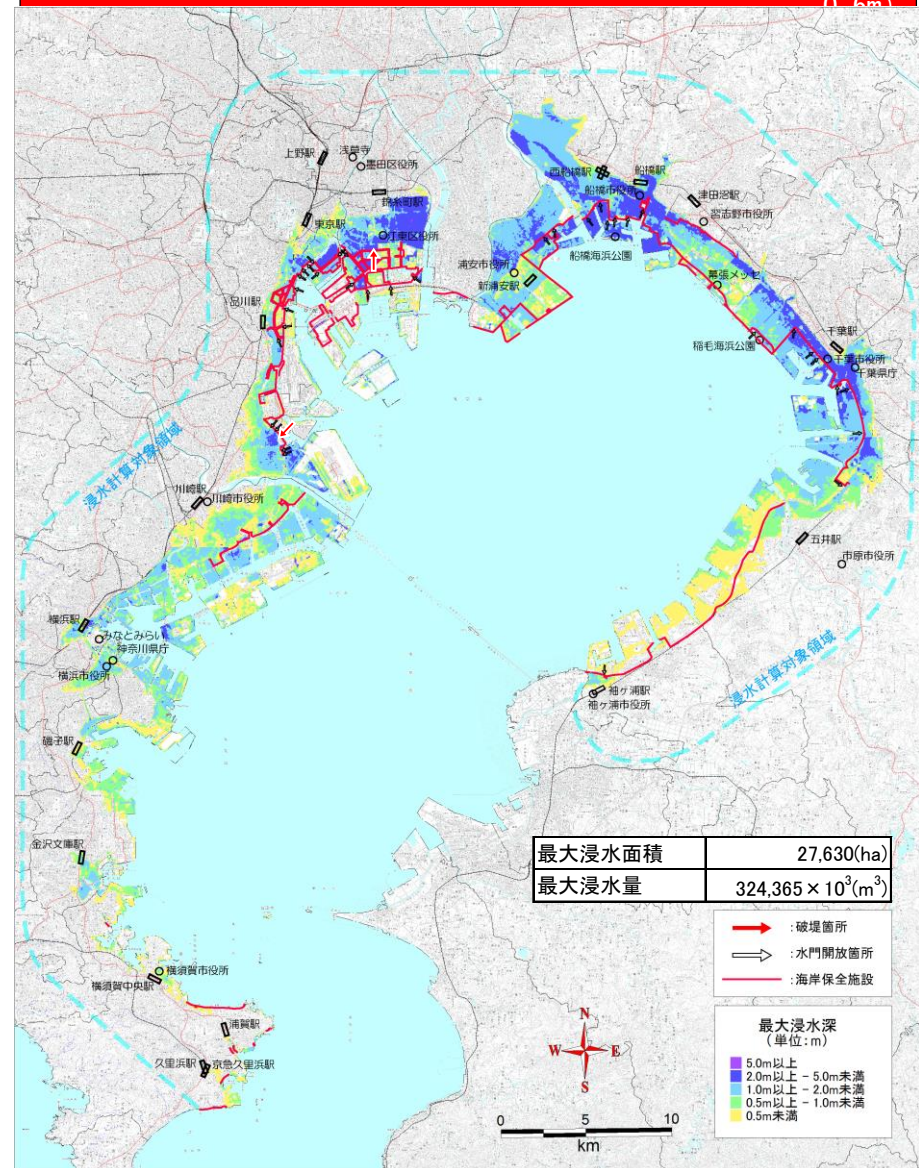 上野駅
浅草寺
墨田区役所
錦糸町駅
東京駅
江東区役所
品川駅
西船橋駅
船橋駅
船橋市役所
津田沼駅
習志野市役所
船橋海浜公園
浦安市役所
新浦安駅
幕張メッセ
稲毛海浜公園
千葉駅
千葉市役所
千葉県庁
浸水計算対象領域
川崎駅
川崎市役所
五井駅
市原市役所
横浜駅
みなとみらい
神奈川県庁
横浜市役所
浸水計算対象領域
袖ヶ浦駅
袖ヶ浦市役所
磯子駅
金沢文庫駅
最大浸水面積 27,630(ha)
最大浸水量 324,365×10³(m³)
:破堤箇所
:水門開放箇所
:海岸保全施設
横須賀市役所
横須賀中央駅
浦賀駅
久里浜駅
京急久里浜駅
N
W E
S
0 5 10
km
最大浸水深
(単位:m)
5.0m以上
2.0m以上 - 5.0m未満
1.0m以上 - 2.0m未満
0.5m以上 - 1.0m未満
0.5m未満